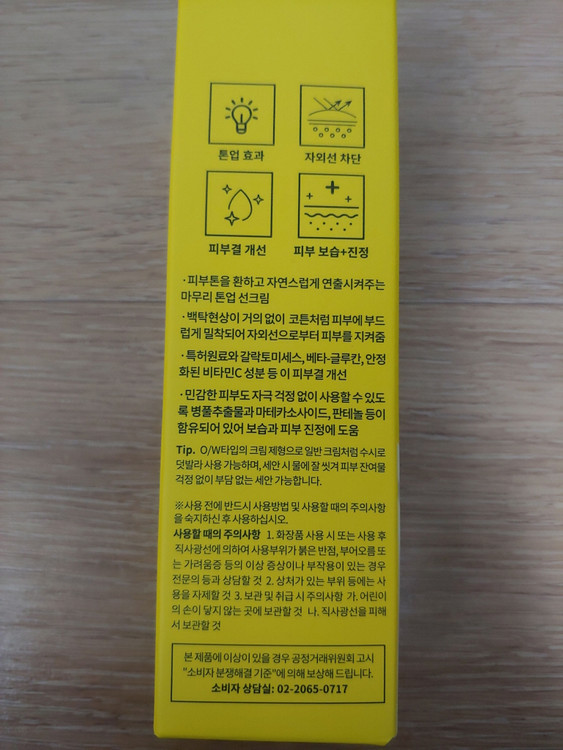 톤업 효과
자외선 차단
피부결 개선
피부 보습+진정
·피부톤을 환하고 자연스럽게 연출시켜주는
마무리 톤업 선크림
·백탁현상이 거의 없이 코튼처럼 피부에 부드
럽게 밀착되어 자외선으로부터 피부를 지켜줌
·특허원료와 갈락토미세스, 베타-글루칸, 안정
화된 비타민C 성분 등 이 피부결 개선
·민감한 피부도 자극 걱정 없이 사용할 수 있도
록 병풀추출물과 마데카소사이드, 판테놀 등이
함유되어 있어 보습과 피부 진정에 도움
Tip. O/W타입의 크림 제형으로 일반 크림처럼 수시로
덧발라 사용 가능하며, 세안 시 물에 잘 씻겨 피부 잔여물
걱정 없이 부담 없는 세안 가능합니다.
※사용 전에 반드시 사용방법 및 사용할 때의 주의사항
을 숙지하신 후 사용하십시오.
사용할 때의 주의사항 1. 화장품 사용 시 또는 사용 후
직사광선에 의하여 사용부위가 붉은 반점, 부어오름 또
는 가려움증 등의 이상 증상이나 부작용이 있는 경우
전문의 등과 상담할 것 2. 상처가 있는 부위 등에는 사
용을 자제할 것 3. 보관 및 취급 시 주의사항 가. 어린이
의 손이 닿지 않는 곳에 보관할 것 나. 직사광선을 피해
서 보관할 것
본 제품에 이상이 있을 경우 공정거래위원회 고시
"소비자 분쟁해결 기준"에 의해 보상해 드립니다.
소비자 상담실: 02-2065-0717